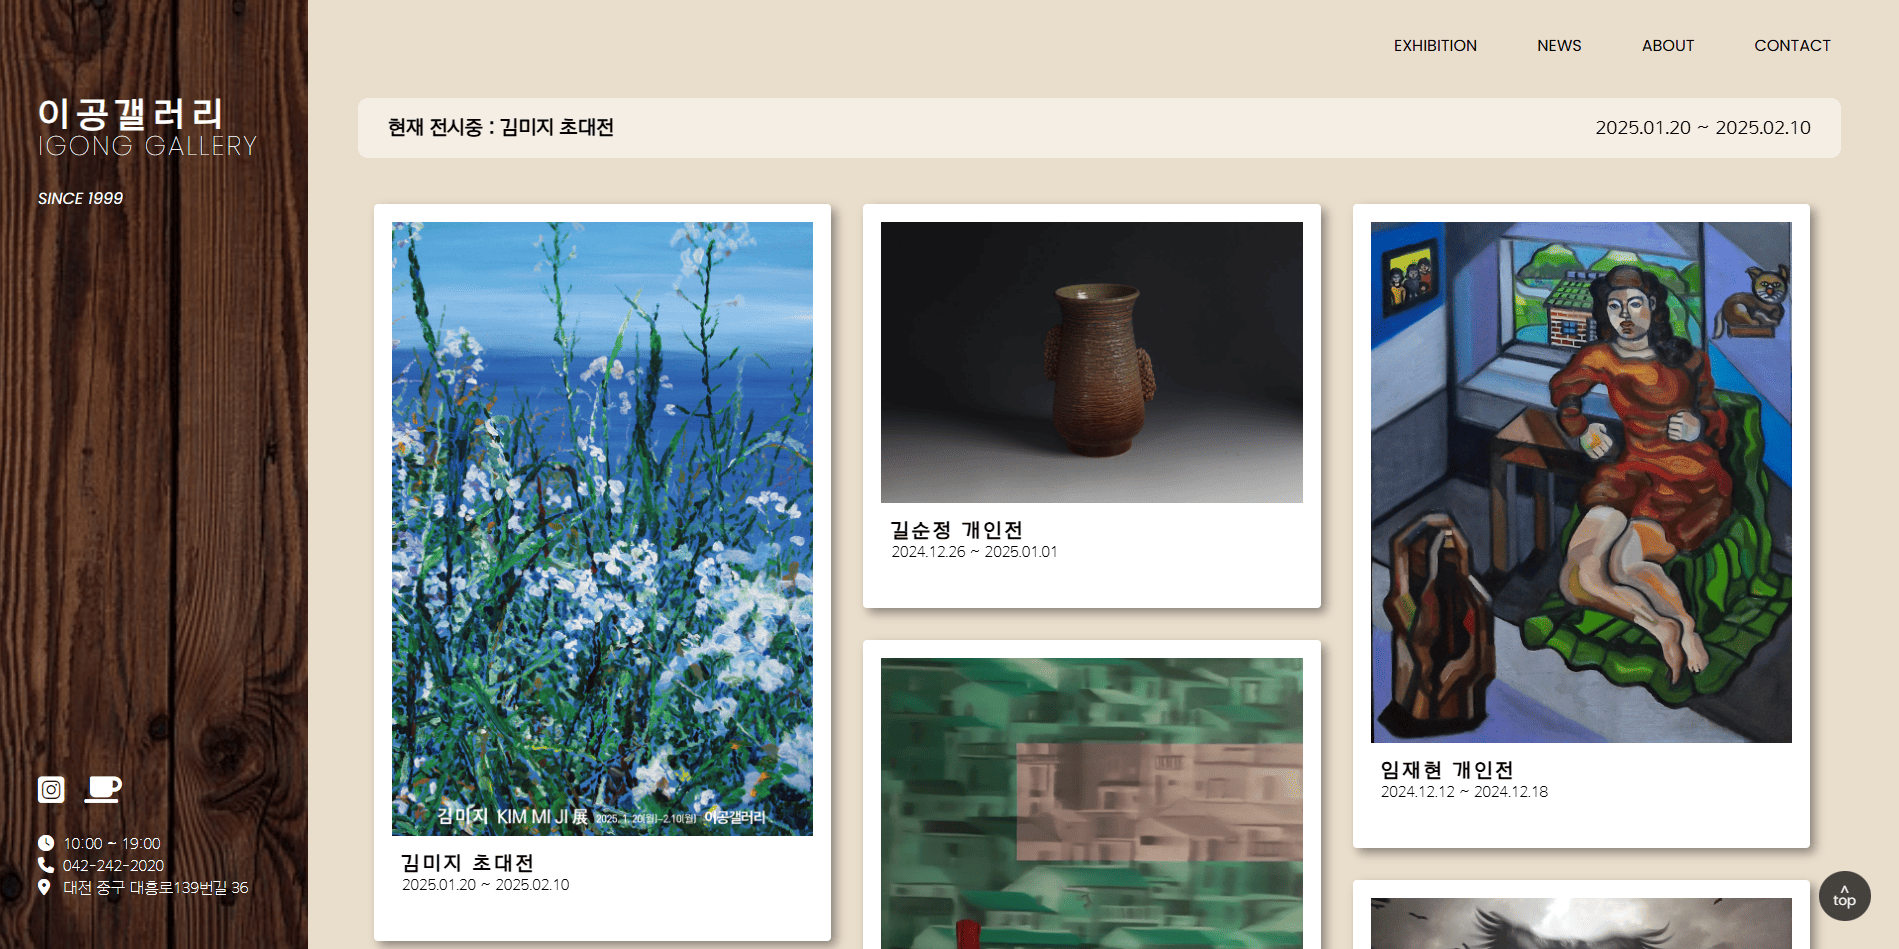 이공갤러리
IGONG GALLERY
SINCE 1999
10:00 ~ 19:00
042-242-2020
대전 중구 대흥로139번길 36
EXHIBITION NEWS ABOUT CONTACT
현재 전시중 : 김미지 초대전 2025.01.20 ~ 2025.02.10
김미지 KIM MI JI 展 2025. 1. 20(월)-2.10(월) 이공갤러리
김미지 초대전
2025.01.20 ~ 2025.02.10
길순정 개인전
2024.12.26 ~ 2025.01.01
임재현 개인전
2024.12.12 ~ 2024.12.18
^
top